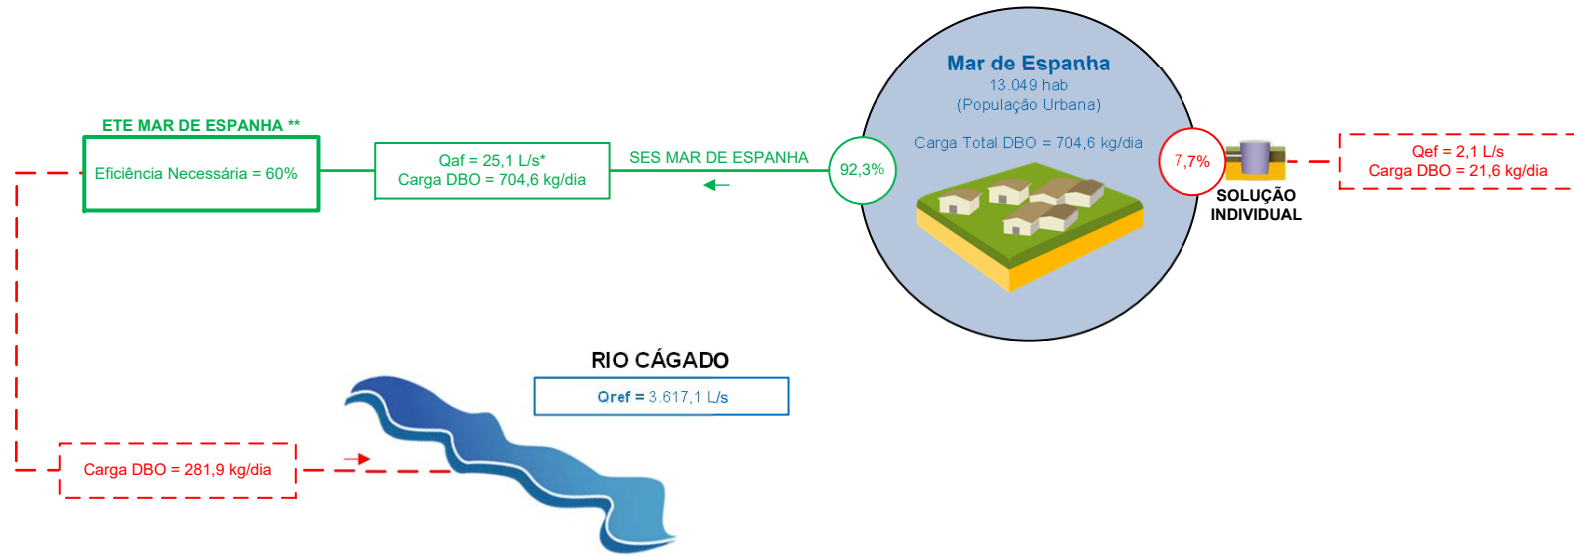 Mar de Espanha
13.049 hab
(População Urbana)
Carga Total DBO = 704,6 kg/dia
ETE MAR DE ESPANHA **
Eficiência Necessária = 60%
Qaf = 25,1 L/s*
Carga DBO = 704,6 kg/dia
SES MAR DE ESPANHA
92,3%
7,7%
SOLUÇÃO
INDIVIDUAL
Qef = 2,1 L/s
Carga DBO = 21,6 kg/dia
RIO CÁGADO
Qref = 3.617,1 L/s
Carga DBO = 281,9 kg/dia